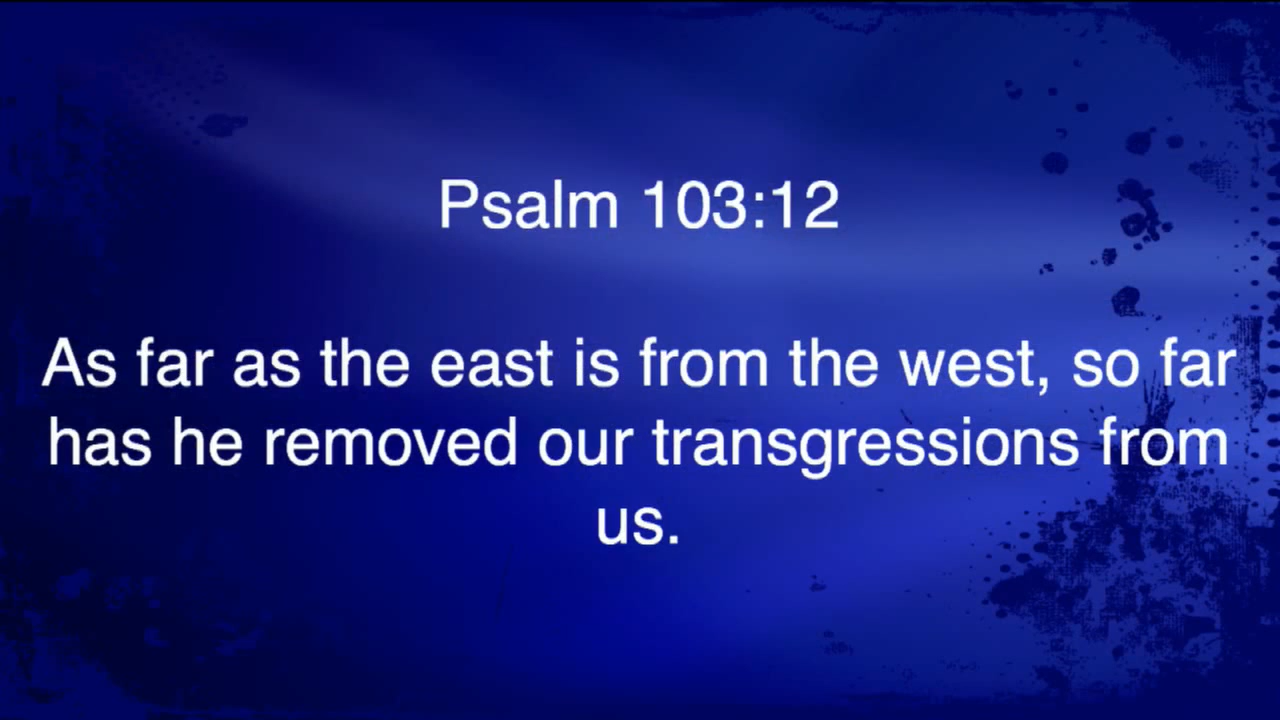 Psalm 103:12
As far as the east is from the west, so far
has he removed our transgressions from
us.